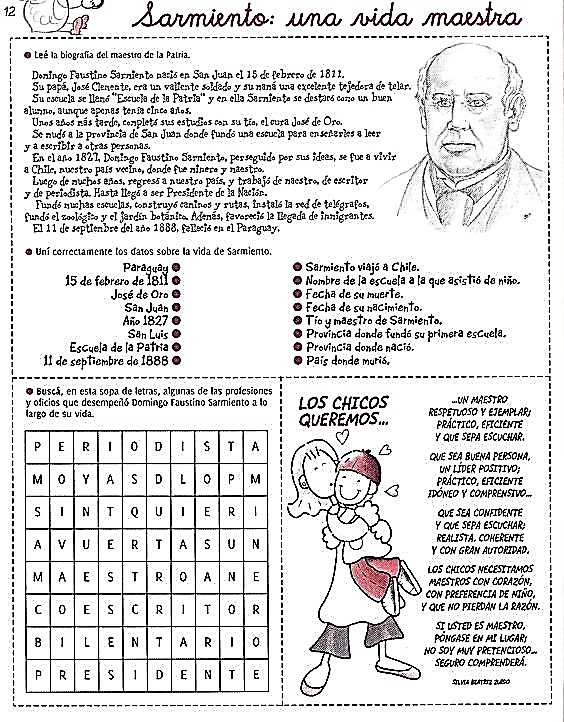 12
Sarmiento: una vida maestra
Leé la biografía del maestro de la Patria.
Domingo Faustino Sarmiento nació en San Juan el 15 de febrero de 1811.
Su papá, José Clemente, era un valiente soldado y su mamá una excelente tejedora de telar.
Su escuela se llamó "Escuela de la Patria" y en ella Sarmiento se destacó como un buen
alumno, aunque apenas tenía cinco años.
Unos años más tarde, completó sus estudios con su tío, el cura José de Oro.
Se mudó a la provincia de San Juan donde fundó una escuela para enseñarles a leer
y a escribir a otras personas.
En el año 1827, Domingo Faustino Sarmiento, perseguido por sus ideas, se fue a vivir
a Chile, nuestro país vecino, donde fue minero y maestro.
Luego de muchos años, regresó a nuestro país, y trabajó de maestro, de escritor
y de periodista. Hasta llegó a ser Presidente de la Nación.
Fundó muchas escuelas, construyó caminos y rutas, instaló la red de telégrafos,
fundó el zoológico y el jardín botánico. Además, favoreció la llegada de inmigrantes.
El 11 de septiembre del año 1888, falleció en el Paraguay.
Uní correctamente los datos sobre la vida de Sarmiento.
Paraguay
15 de febrero de 1811
José de Oro
San Juan
Año 1827
San Luis
Escuela de la Patria
11 de septiembre de 1888
Sarmiento viajó a Chile.
Nombre de la escuela a la que asistió de niño.
Fecha de su muerte.
Fecha de su nacimiento.
Tío y maestro de Sarmiento.
Provincia donde fundó su primera escuela.
Provincia donde nació.
País donde murió.
Buscá, en esta sopa de letras, algunas de las profesiones
y oficios que desempeñó Domingo Faustino Sarmiento a lo
largo de su vida.
P E R I O D I S T A
M O Y A S D L O P M
S I N T Q U I E R I
A V U E R T A S U N
M A E S T R O A N E
C O E S C R I T O R
B I L E N T A R I O
P R E S I D E N T E
LOS CHICOS
QUEREMOS...
...UN MAESTRO
RESPETUOSO Y EJEMPLAR;
PRÁCTICO, EFICIENTE
Y QUE SEPA ESCUCHAR.
QUE SEA BUENA PERSONA,
UN LÍDER POSITIVO;
PRÁCTICO, EFICIENTE
IDÓNEO Y COMPRENSIVO...
QUE SEA CONFIDENTE
Y QUE SEPA ESCUCHAR;
REALISTA, COHERENTE
Y CON GRAN AUTORIDAD.
LOS CHICOS NECESITAMOS
MAESTROS CON CORAZÓN,
CON PREFERENCIA DE NIÑO,
Y QUE NO PIERDAN LA RAZÓN.
SI USTED ES MAESTRO,
PÓNGASE EN MI LUGAR;
NO SOY MUY PRETENCIOSO...
SEGURO COMPRENDERÁ.
SILVIA BEATRIZ ZURDO